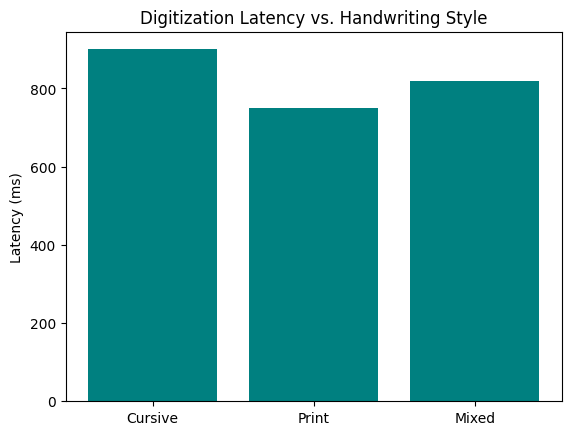 Digitization Latency vs. Handwriting Style
Latency (ms)
800
600
400
200
0
Cursive Print Mixed